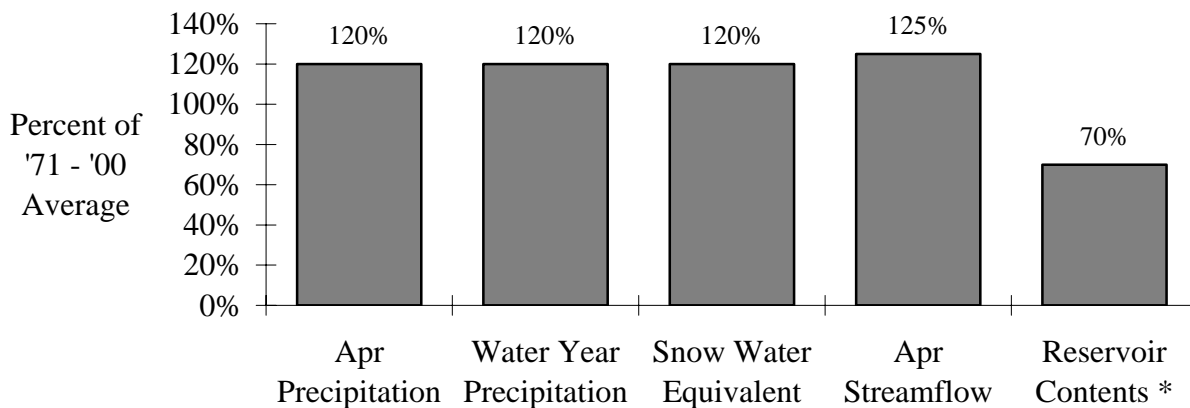 Percent of
'71 - '00
Average
140%
120%
100%
80%
60%
40%
20%
0%
120%
120%
120%
125%
70%
Apr
Precipitation
Water Year
Precipitation
Snow Water
Equivalent
Apr
Streamflow
Reservoir
Contents *